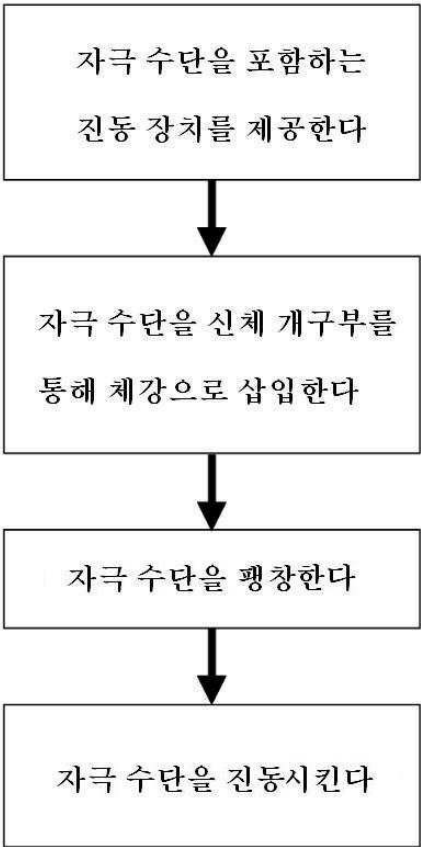 자극 수단을 포함하는
진동 장치를 제공한다
자극 수단을 신체 개구부를
통해 체강으로 삽입한다
자극 수단을 팽창한다
자극 수단을 진동시킨다